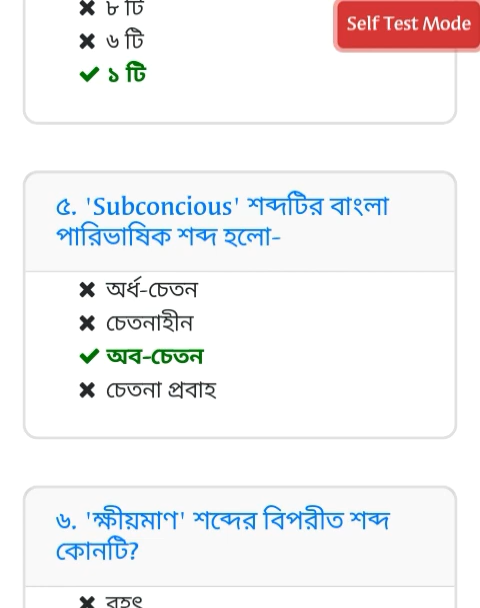 ৮ টি
Self Test Mode
৬ টি
১ টি
৫. 'Subconcious' শব্দটির বাংলা
পারিভাষিক শব্দ হলো-
অর্ধ-চেতন
চেতনাহীন
অব-চেতন
চেতনা প্রবাহ
৬. 'ক্ষীয়মাণ' শব্দের বিপরীত শব্দ
কোনটি?
বৃহৎ